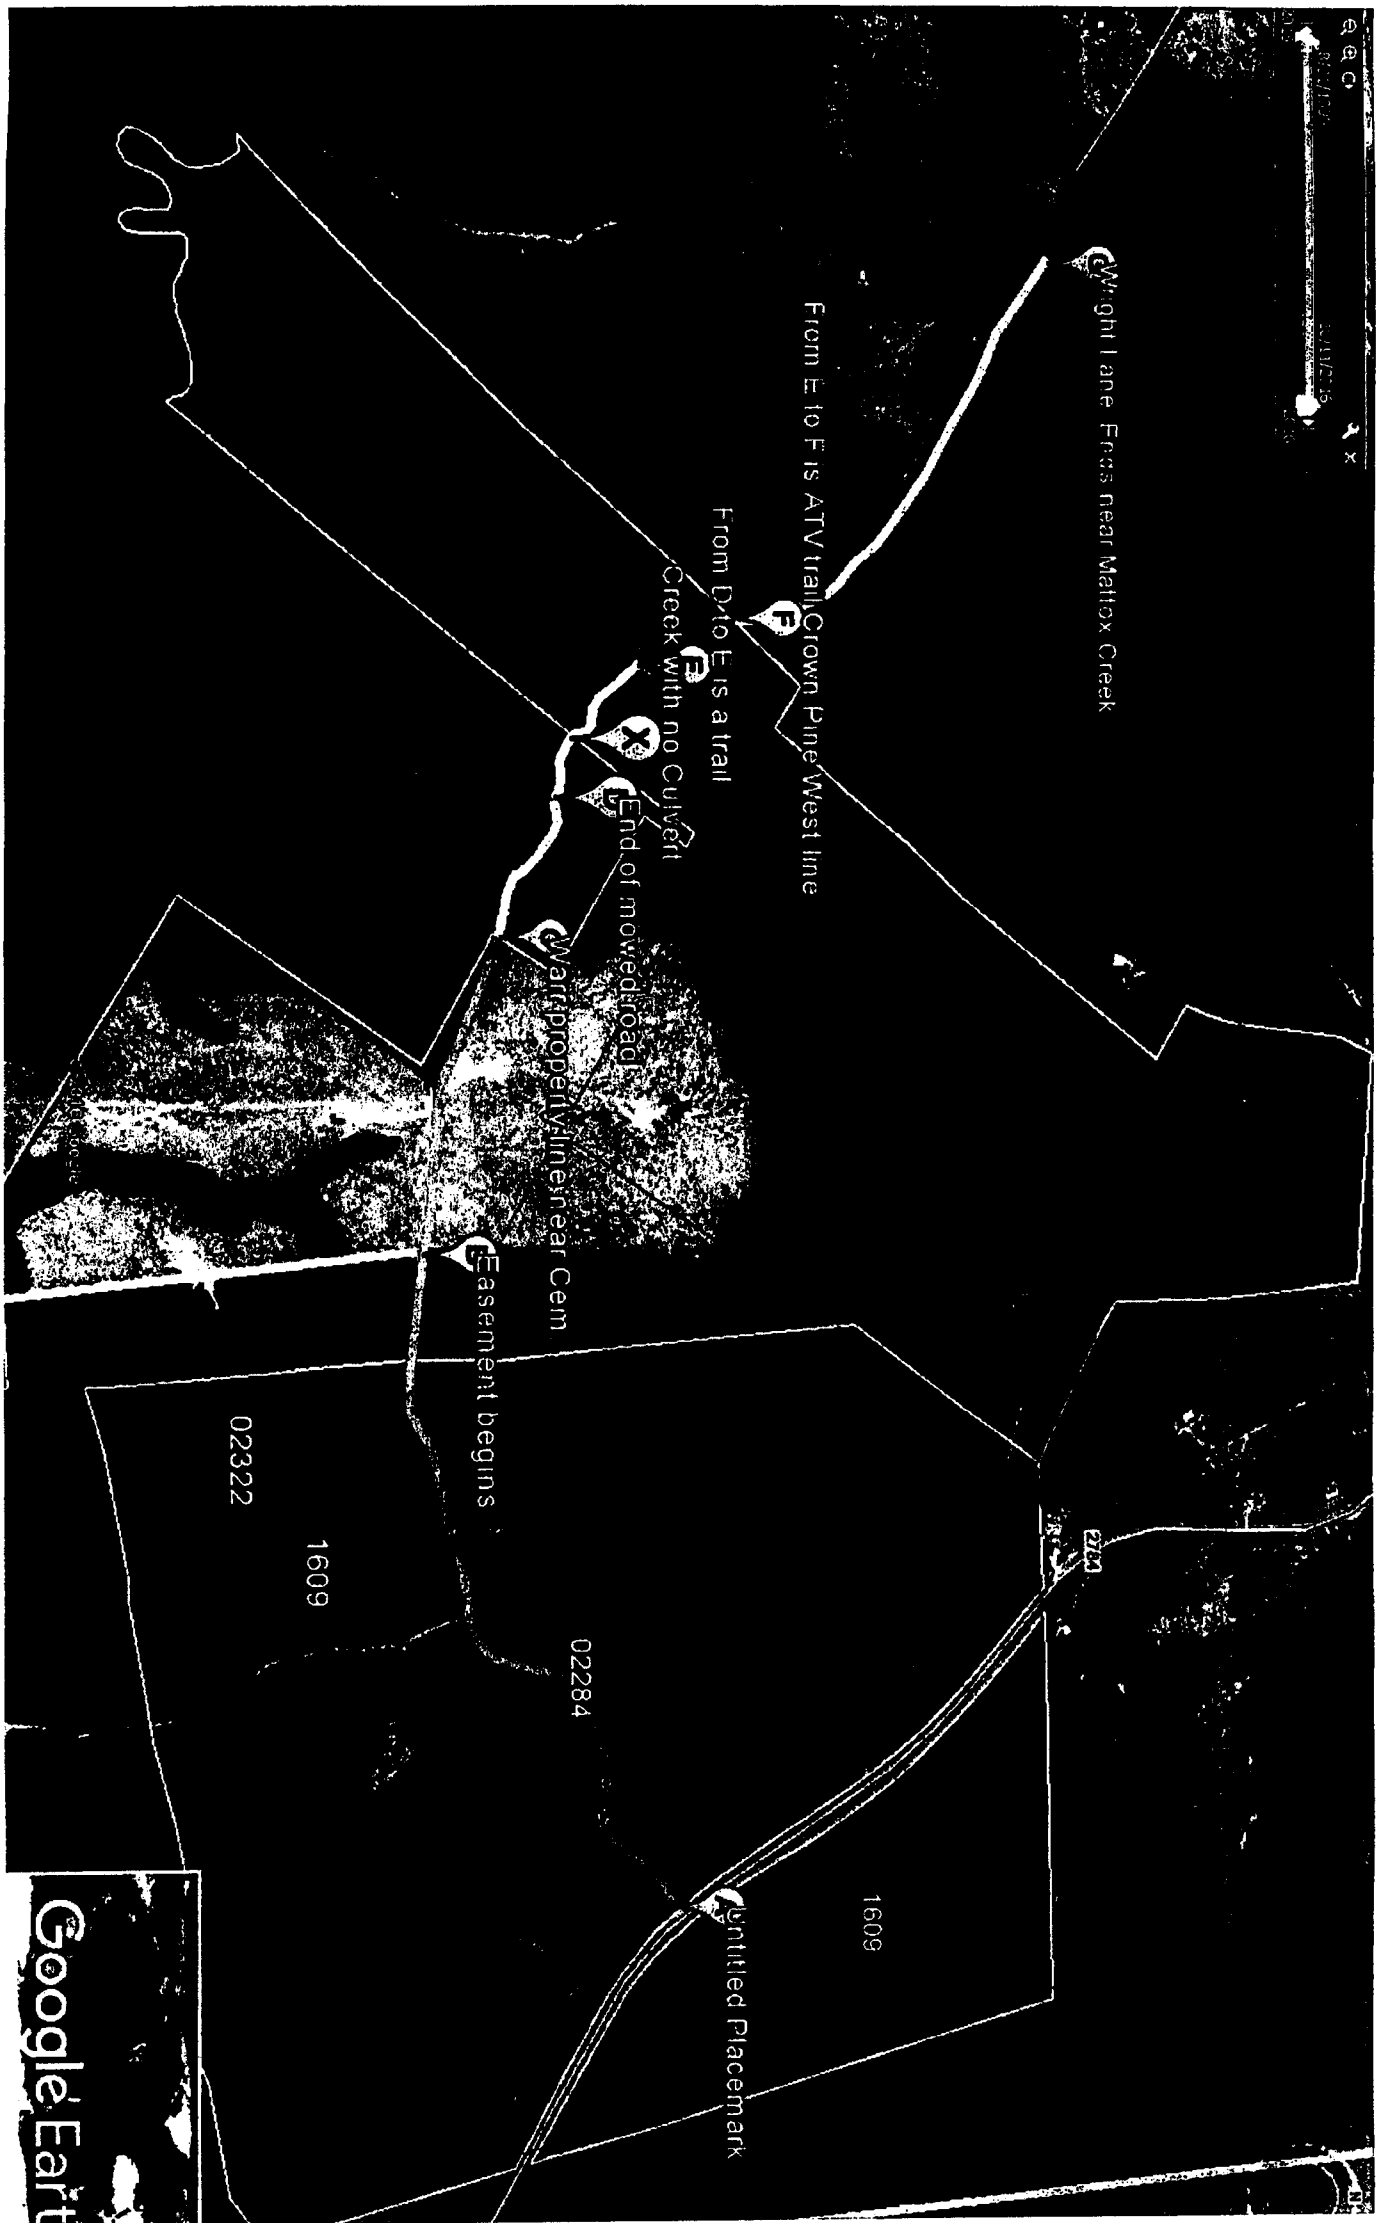 Wright Lane Ends near Mattox Creek
G
From E to F is ATV trail
Crown Pine West line
F
From D to E is a trail
E
Creek with no Culvert
X
End of mowed road
D
Warr property line near Cem
C
Easement begins
B
02322
1609
02284
2784
1609
Untitled Placemark
A
N
Google Eart